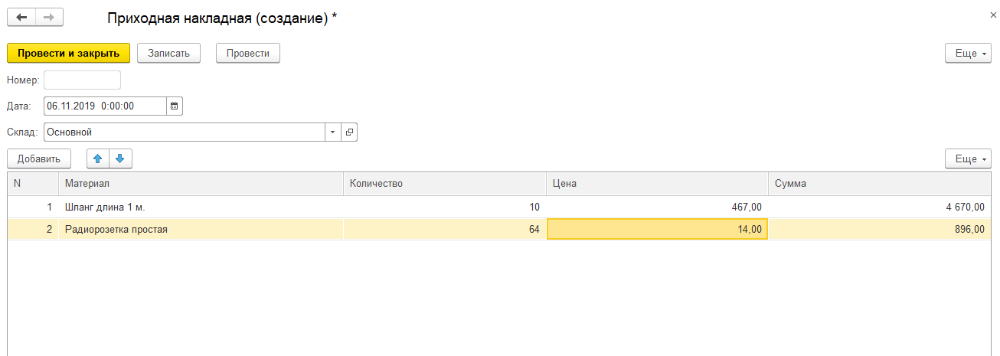 Приходная накладная (создание) *
Провести и закрыть Записать Провести Еще
Номер:
Дата: 06.11.2019 0:00:00
Склад: Основной
Добавить Еще
N Материал Количество Цена Сумма
1 Шланг длина 1 м. 10 467,00 4 670,00
2 Радиорозетка простая 64 14,00 896,00